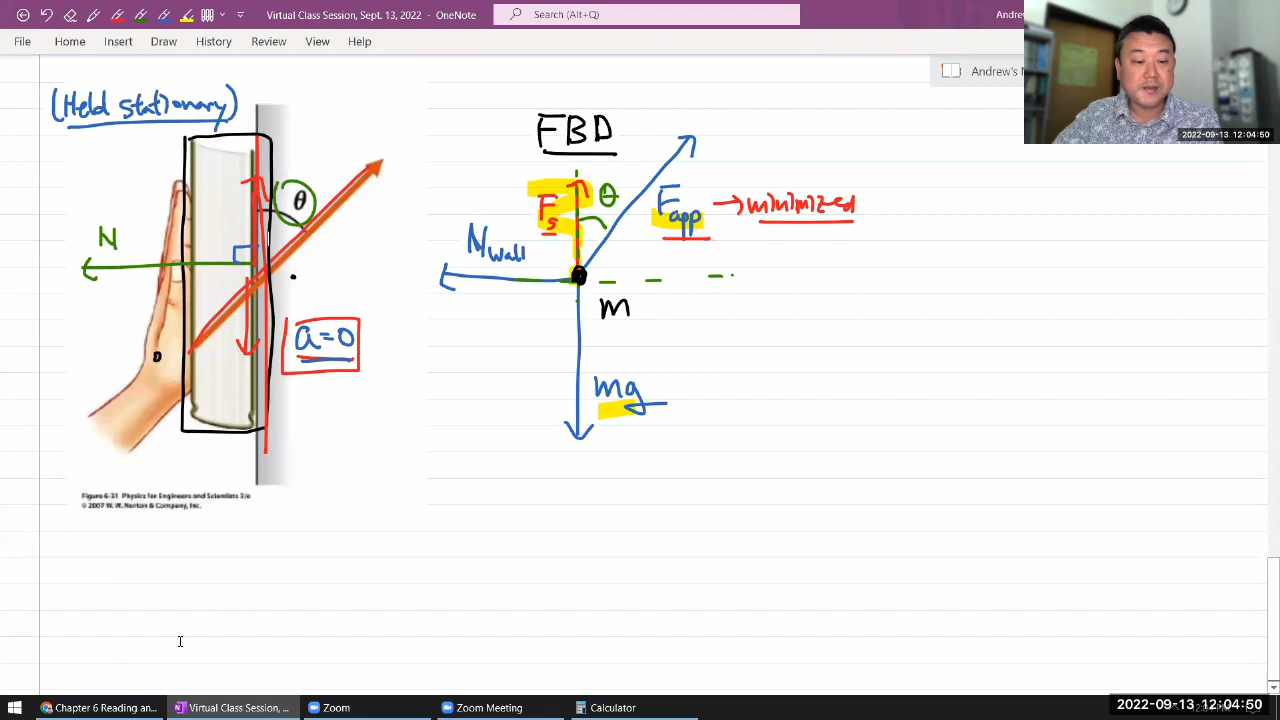 Virtual Class Session, Sept. 13, 2022 - OneNote
Search (Alt+Q)
Andrew
File Home Insert Draw History Review View Help
Andrew's N
2022-09-13 12:04:50
(Held stationary)
θ
N
a=0
FBD
Fs
θ
Fapp → minimized
Nwall
m
mg
Figure 6-31 Physics for Engineers and Scientists 3/e
© 2007 W. W. Norton & Company, Inc.
Chapter 6 Reading an...
Virtual Class Session, ...
Zoom
Zoom Meeting
Calculator
2022-09-13 12:04:50